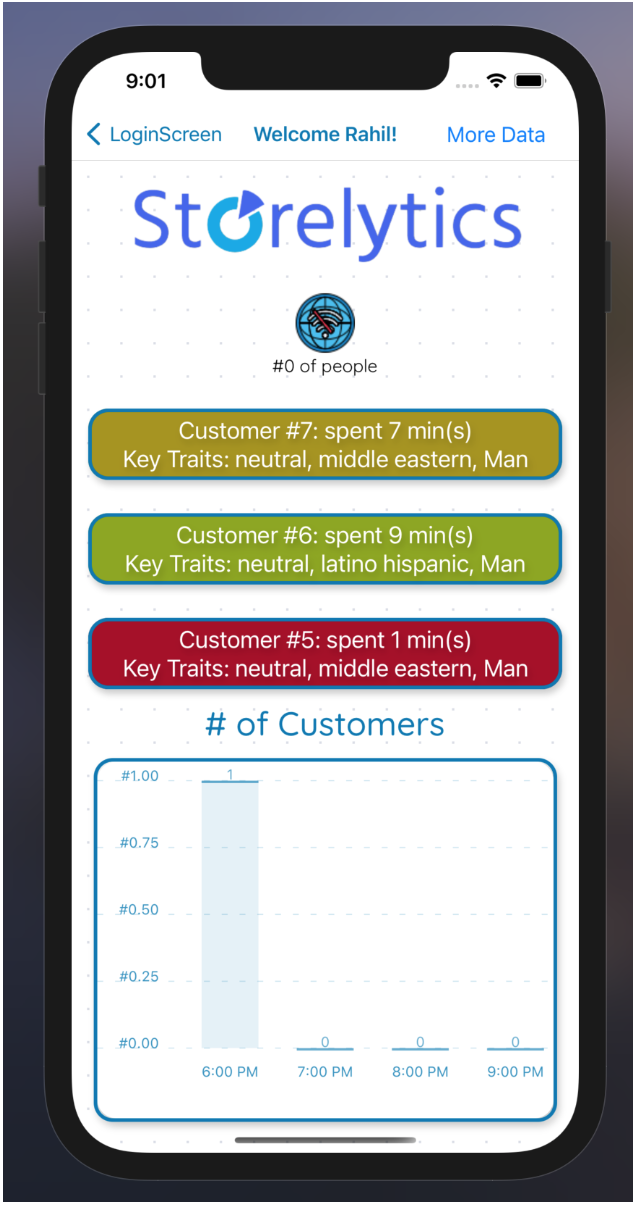 9:01
LoginScreen Welcome Rahil! More Data
Storelytics
#0 of people
Customer #7: spent 7 min(s)
Key Traits: neutral, middle eastern, Man
Customer #6: spent 9 min(s)
Key Traits: neutral, latino hispanic, Man
Customer #5: spent 1 min(s)
Key Traits: neutral, middle eastern, Man
# of Customers
#1.00 1
#0.75
#0.50
#0.25
#0.00 0 0 0
6:00 PM 7:00 PM 8:00 PM 9:00 PM